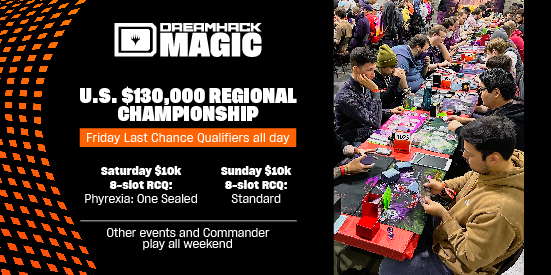 DREAMHACK
MAGIC
U.S. $130,000 REGIONAL
CHAMPIONSHIP
Friday Last Chance Qualifiers all day
Saturday $10k
8-slot RCQ:
Phyrexia: One Sealed
Sunday $10k
8-slot RCQ:
Standard
Other events and Commander
play all weekend